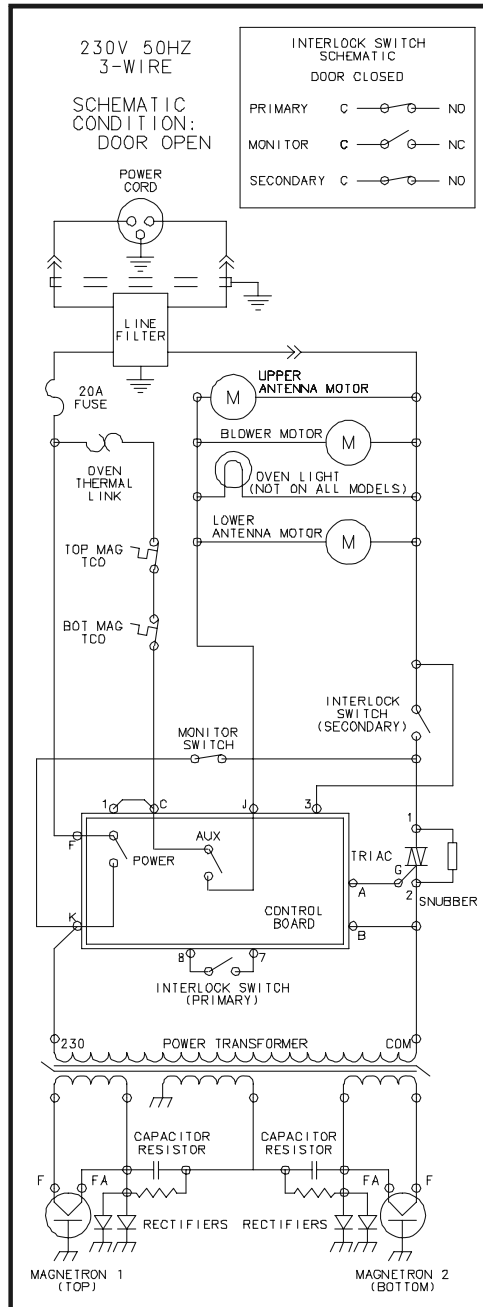 230V 50HZ
3-WIRE
SCHEMATIC
CONDITION:
DOOR OPEN
INTERLOCK SWITCH
SCHEMATIC
DOOR CLOSED
PRIMARY C NO
MONITOR C NC
SECONDARY C NO
POWER
CORD
LINE
FILTER
20A
FUSE
UPPER
ANTENNA MOTOR
M
BLOWER MOTOR
M
OVEN
THERMAL
LINK
OVEN LIGHT
(NOT ON ALL MODELS)
LOWER
ANTENNA MOTOR
M
TOP MAG
TCO
BOT MAG
TCO
INTERLOCK
SWITCH
(SECONDARY)
MONITOR
SWITCH
1 C J 3
F
POWER
AUX
1
TRIAC
G
2
SNUBBER
A
K
CONTROL
BOARD
B
8 7
INTERLOCK SWITCH
(PRIMARY)
230 POWER TRANSFORMER COM
CAPACITOR
RESISTOR
CAPACITOR
RESISTOR
F FA
FA F
RECTIFIERS RECTIFIERS
MAGNETRON 1
(TOP)
MAGNETRON 2
(BOTTOM)